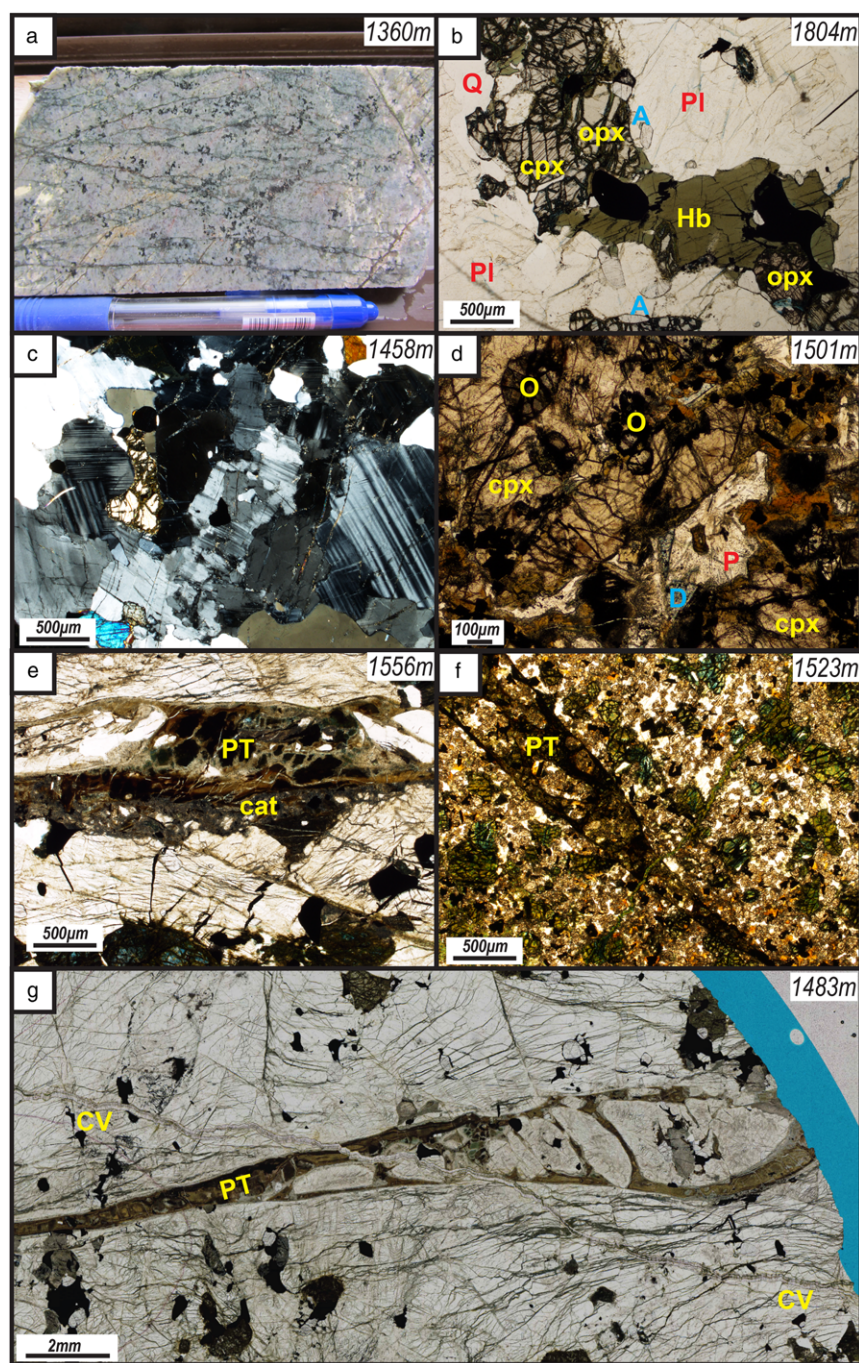 a 1360m
b 1804m
Q
A
Pl
opx
cpx
Hb
Pl
opx
A
500μm
c 1458m
500μm
d 1501m
O
O
cpx
P
D
cpx
100μm
e 1556m
PT
cat
500μm
f 1523m
PT
500μm
g 1483m
CV
PT
CV
2mm